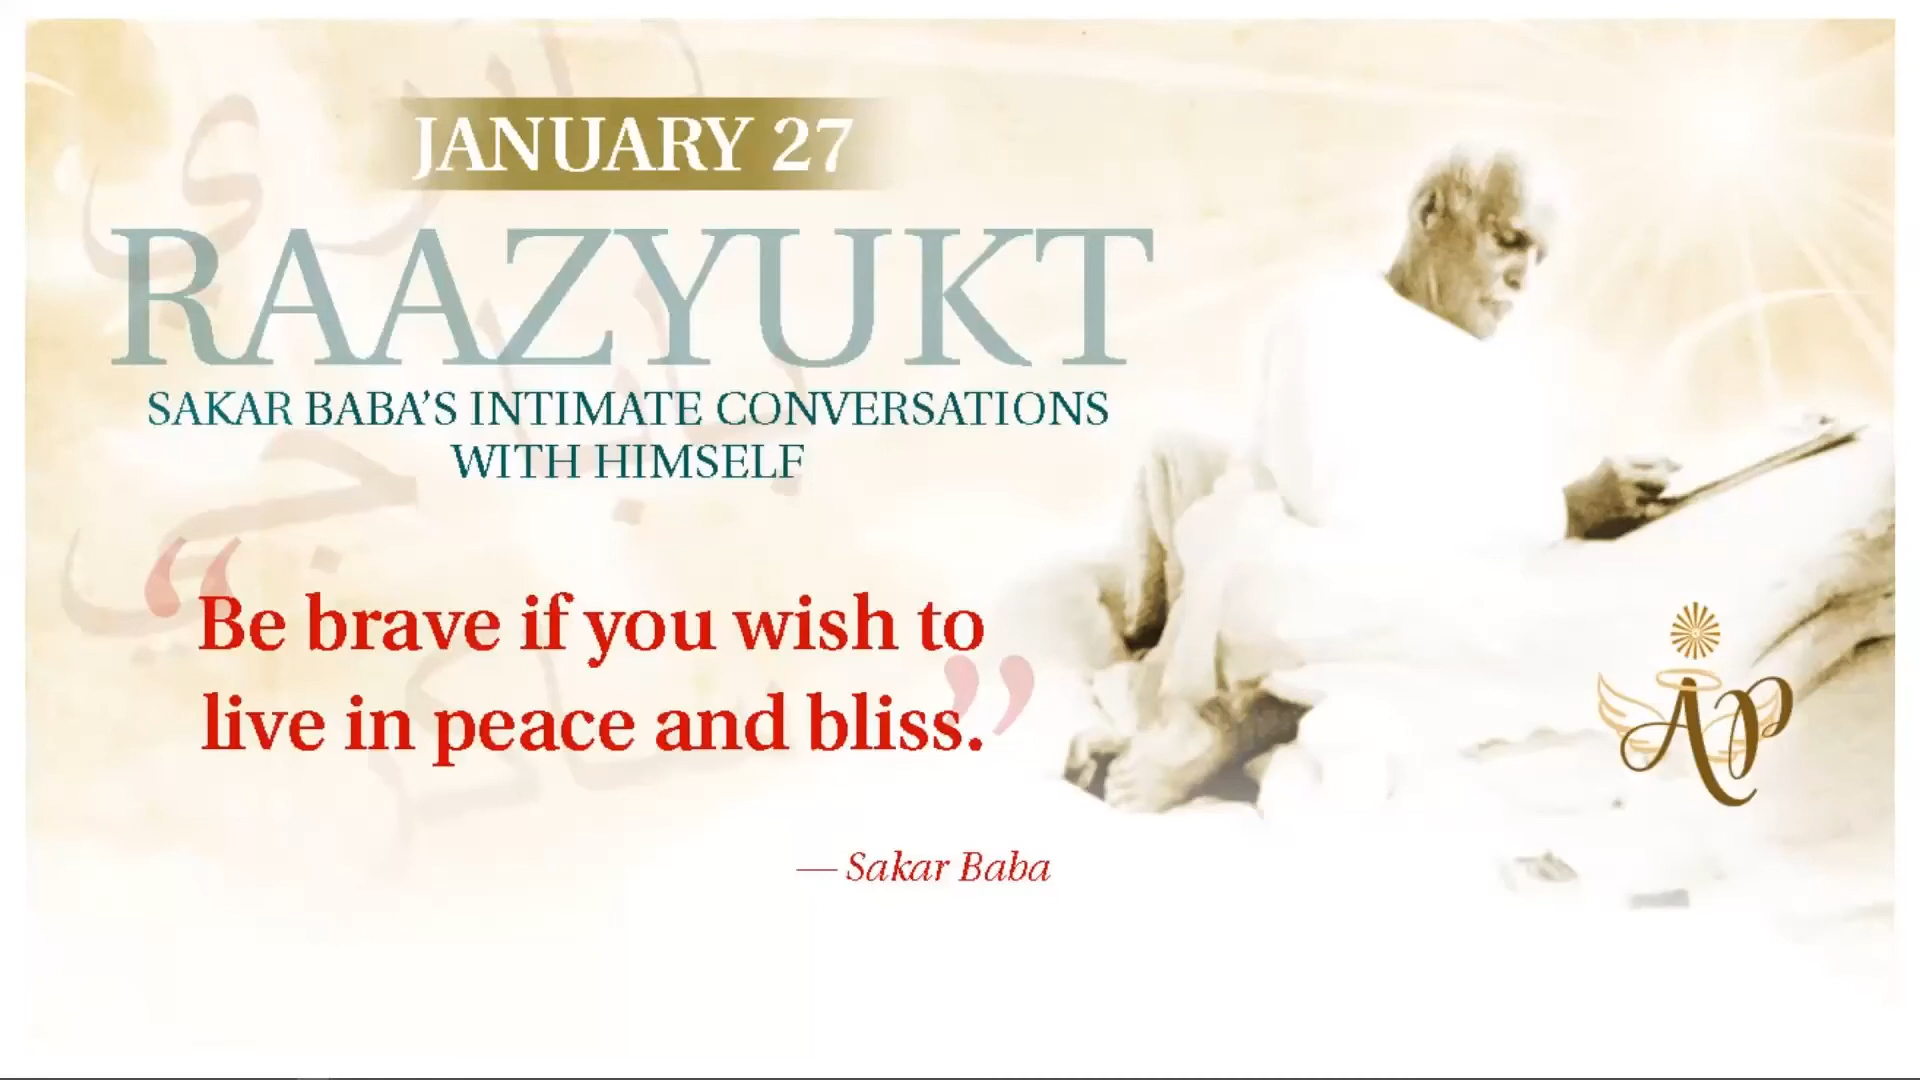 JANUARY 27
RAAZYUKT
SAKAR BABA’S INTIMATE CONVERSATIONS
WITH HIMSELF
“Be brave if you wish to
live in peace and bliss.”
— Sakar Baba
AP